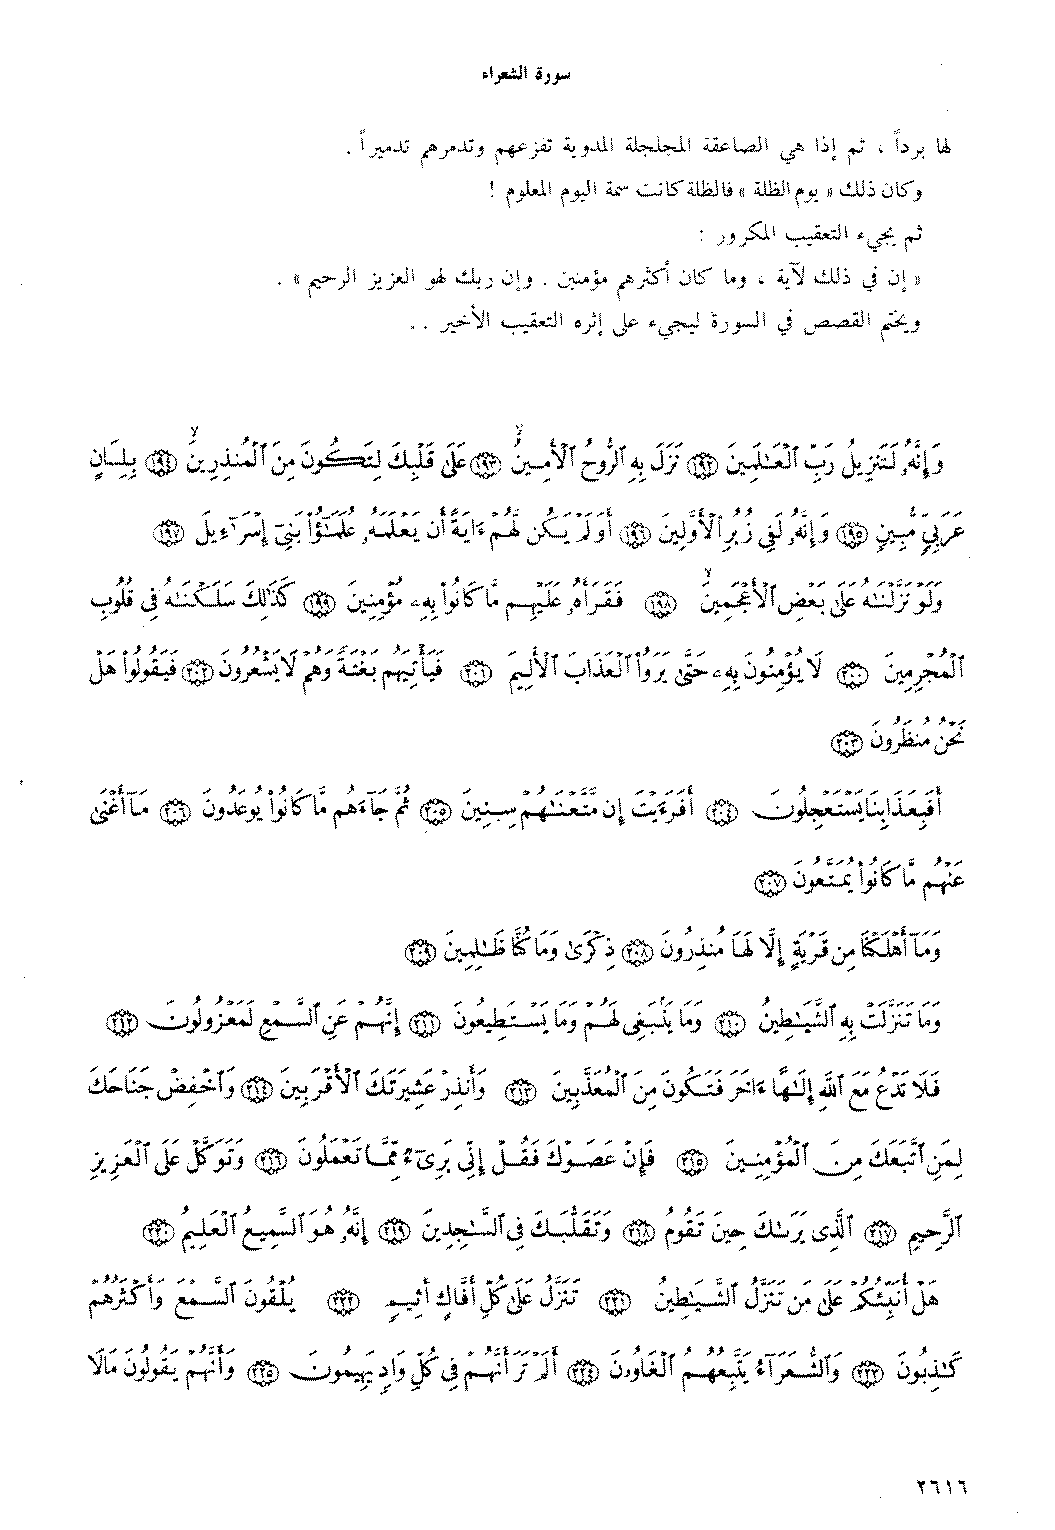 سورة الشعراء
لها برداً ، ثم إذا هي الصاعقة المجلجلة المدوية تفزعهم وتدمرهم تدميراً .
وكان ذلك « يوم الظلة » فالظلة كانت سمة اليوم المعلوم !
ثم يجيء التعقيب المكرور :
« إن في ذلك لآية ، وما كان أكثرهم مؤمنين . وإن ربك لهو العزيز الرحيم » .
ويختم القصص في السورة ليجيء على إثره التعقيب الأخير ..
وَإِنَّهُۥ لَتَنزِيلُ رَبِّ ٱلْعَـٰلَمِينَ ١٩٢ نَزَلَ بِهِ ٱلرُّوحُ ٱلْأَمِينُ ١٩٣ عَلَىٰ قَلْبِكَ لِتَكُونَ مِنَ ٱلْمُنذِرِينَ ١٩٤ بِلِسَانٍ
عَرَبِيٍّ مُّبِينٍ ١٩٥ وَإِنَّهُۥ لَفِى زُبُرِ ٱلْأَوَّلِينَ ١٩٦ أَوَلَمْ يَكُن لَّهُمْ ءَايَةً أَن يَعْلَمَهُۥ عُلَمَـٰٓؤُا۟ بَنِىٓ إِسْرَٰٓءِيلَ ١٩٧
وَلَوْ نَزَّلْنَـٰهُ عَلَىٰ بَعْضِ ٱلْأَعْجَمِينَ ١٩٨ فَقَرَأَهُۥ عَلَيْهِم مَّا كَانُوا۟ بِهِۦ مُؤْمِنِينَ ١٩٩ كَذَٰلِكَ سَلَكْنَـٰهُ فِى قُلُوبِ
ٱلْمُجْرِمِينَ ٢٠٠ لَا يُؤْمِنُونَ بِهِۦ حَتَّىٰ يَرَوُا۟ ٱلْعَذَابَ ٱلْأَلِيمَ ٢٠١ فَيَأْتِيَهُم بَغْتَةً وَهُمْ لَا يَشْعُرُونَ ٢٠٢ فَيَقُولُوا۟ هَلْ
نَحْنُ مُنظَرُونَ ٢٠٣
أَفَبِعَذَابِنَا يَسْتَعْجِلُونَ ٢٠٤ أَفَرَءَيْتَ إِن مَّتَّعْنَـٰهُمْ سِنِينَ ٢٠٥ ثُمَّ جَآءَهُم مَّا كَانُوا۟ يُوعَدُونَ ٢٠٦ مَآ أَغْنَىٰ
عَنْهُم مَّا كَانُوا۟ يُمَتَّعُونَ ٢٠٧
وَمَآ أَهْلَكْنَا مِن قَرْيَةٍ إِلَّا لَهَا مُنذِرُونَ ٢٠٨ ذِكْرَىٰ وَمَا كُنَّا ظَـٰلِمِينَ ٢٠٩
وَمَا تَنَزَّلَتْ بِهِ ٱلشَّيَـٰطِينُ ٢١٠ وَمَا يَنۢبَغِى لَهُمْ وَمَا يَسْتَطِيعُونَ ٢١١ إِنَّهُمْ عَنِ ٱلسَّمْعِ لَمَعْزُولُونَ ٢١٢
فَلَا تَدْعُ مَعَ ٱللَّهِ إِلَـٰهًا ءَاخَرَ فَتَكُونَ مِنَ ٱلْمُعَذَّبِينَ ٢١٣ وَأَنذِرْ عَشِيرَتَكَ ٱلْأَقْرَبِينَ ٢١٤ وَٱخْفِضْ جَنَاحَكَ
لِمَنِ ٱتَّبَعَكَ مِنَ ٱلْمُؤْمِنِينَ ٢١٥ فَإِنْ عَصَوْكَ فَقُلْ إِنِّى بَرِىٓءٌ مِّمَّا تَعْمَلُونَ ٢١٦ وَتَوَكَّلْ عَلَى ٱلْعَزِيزِ
ٱلرَّحِيمِ ٢١٧ ٱلَّذِى يَرَىٰكَ حِينَ تَقُومُ ٢١٨ وَتَقَلُّبَكَ فِى ٱلسَّـٰجِدِينَ ٢١٩ إِنَّهُۥ هُوَ ٱلسَّمِيعُ ٱلْعَلِيمُ ٢٢٠
هَلْ أُنَبِّئُكُمْ عَلَىٰ مَن تَنَزَّلُ ٱلشَّيَـٰطِينُ ٢٢١ تَنَزَّلُ عَلَىٰ كُلِّ أَفَّاكٍ أَثِيمٍ ٢٢٢ يُلْقُونَ ٱلسَّمْعَ وَأَكْثَرُهُمْ
كَـٰذِبُونَ ٢٢٣ وَٱلشُّعَرَآءُ يَتَّبِعُهُمُ ٱلْغَاوُۥنَ ٢٢٤ أَلَمْ تَرَ أَنَّهُمْ فِى كُلِّ وَادٍ يَهِيمُونَ ٢٢٥ وَأَنَّهُمْ يَقُولُونَ مَا لَا
٢٦١٦